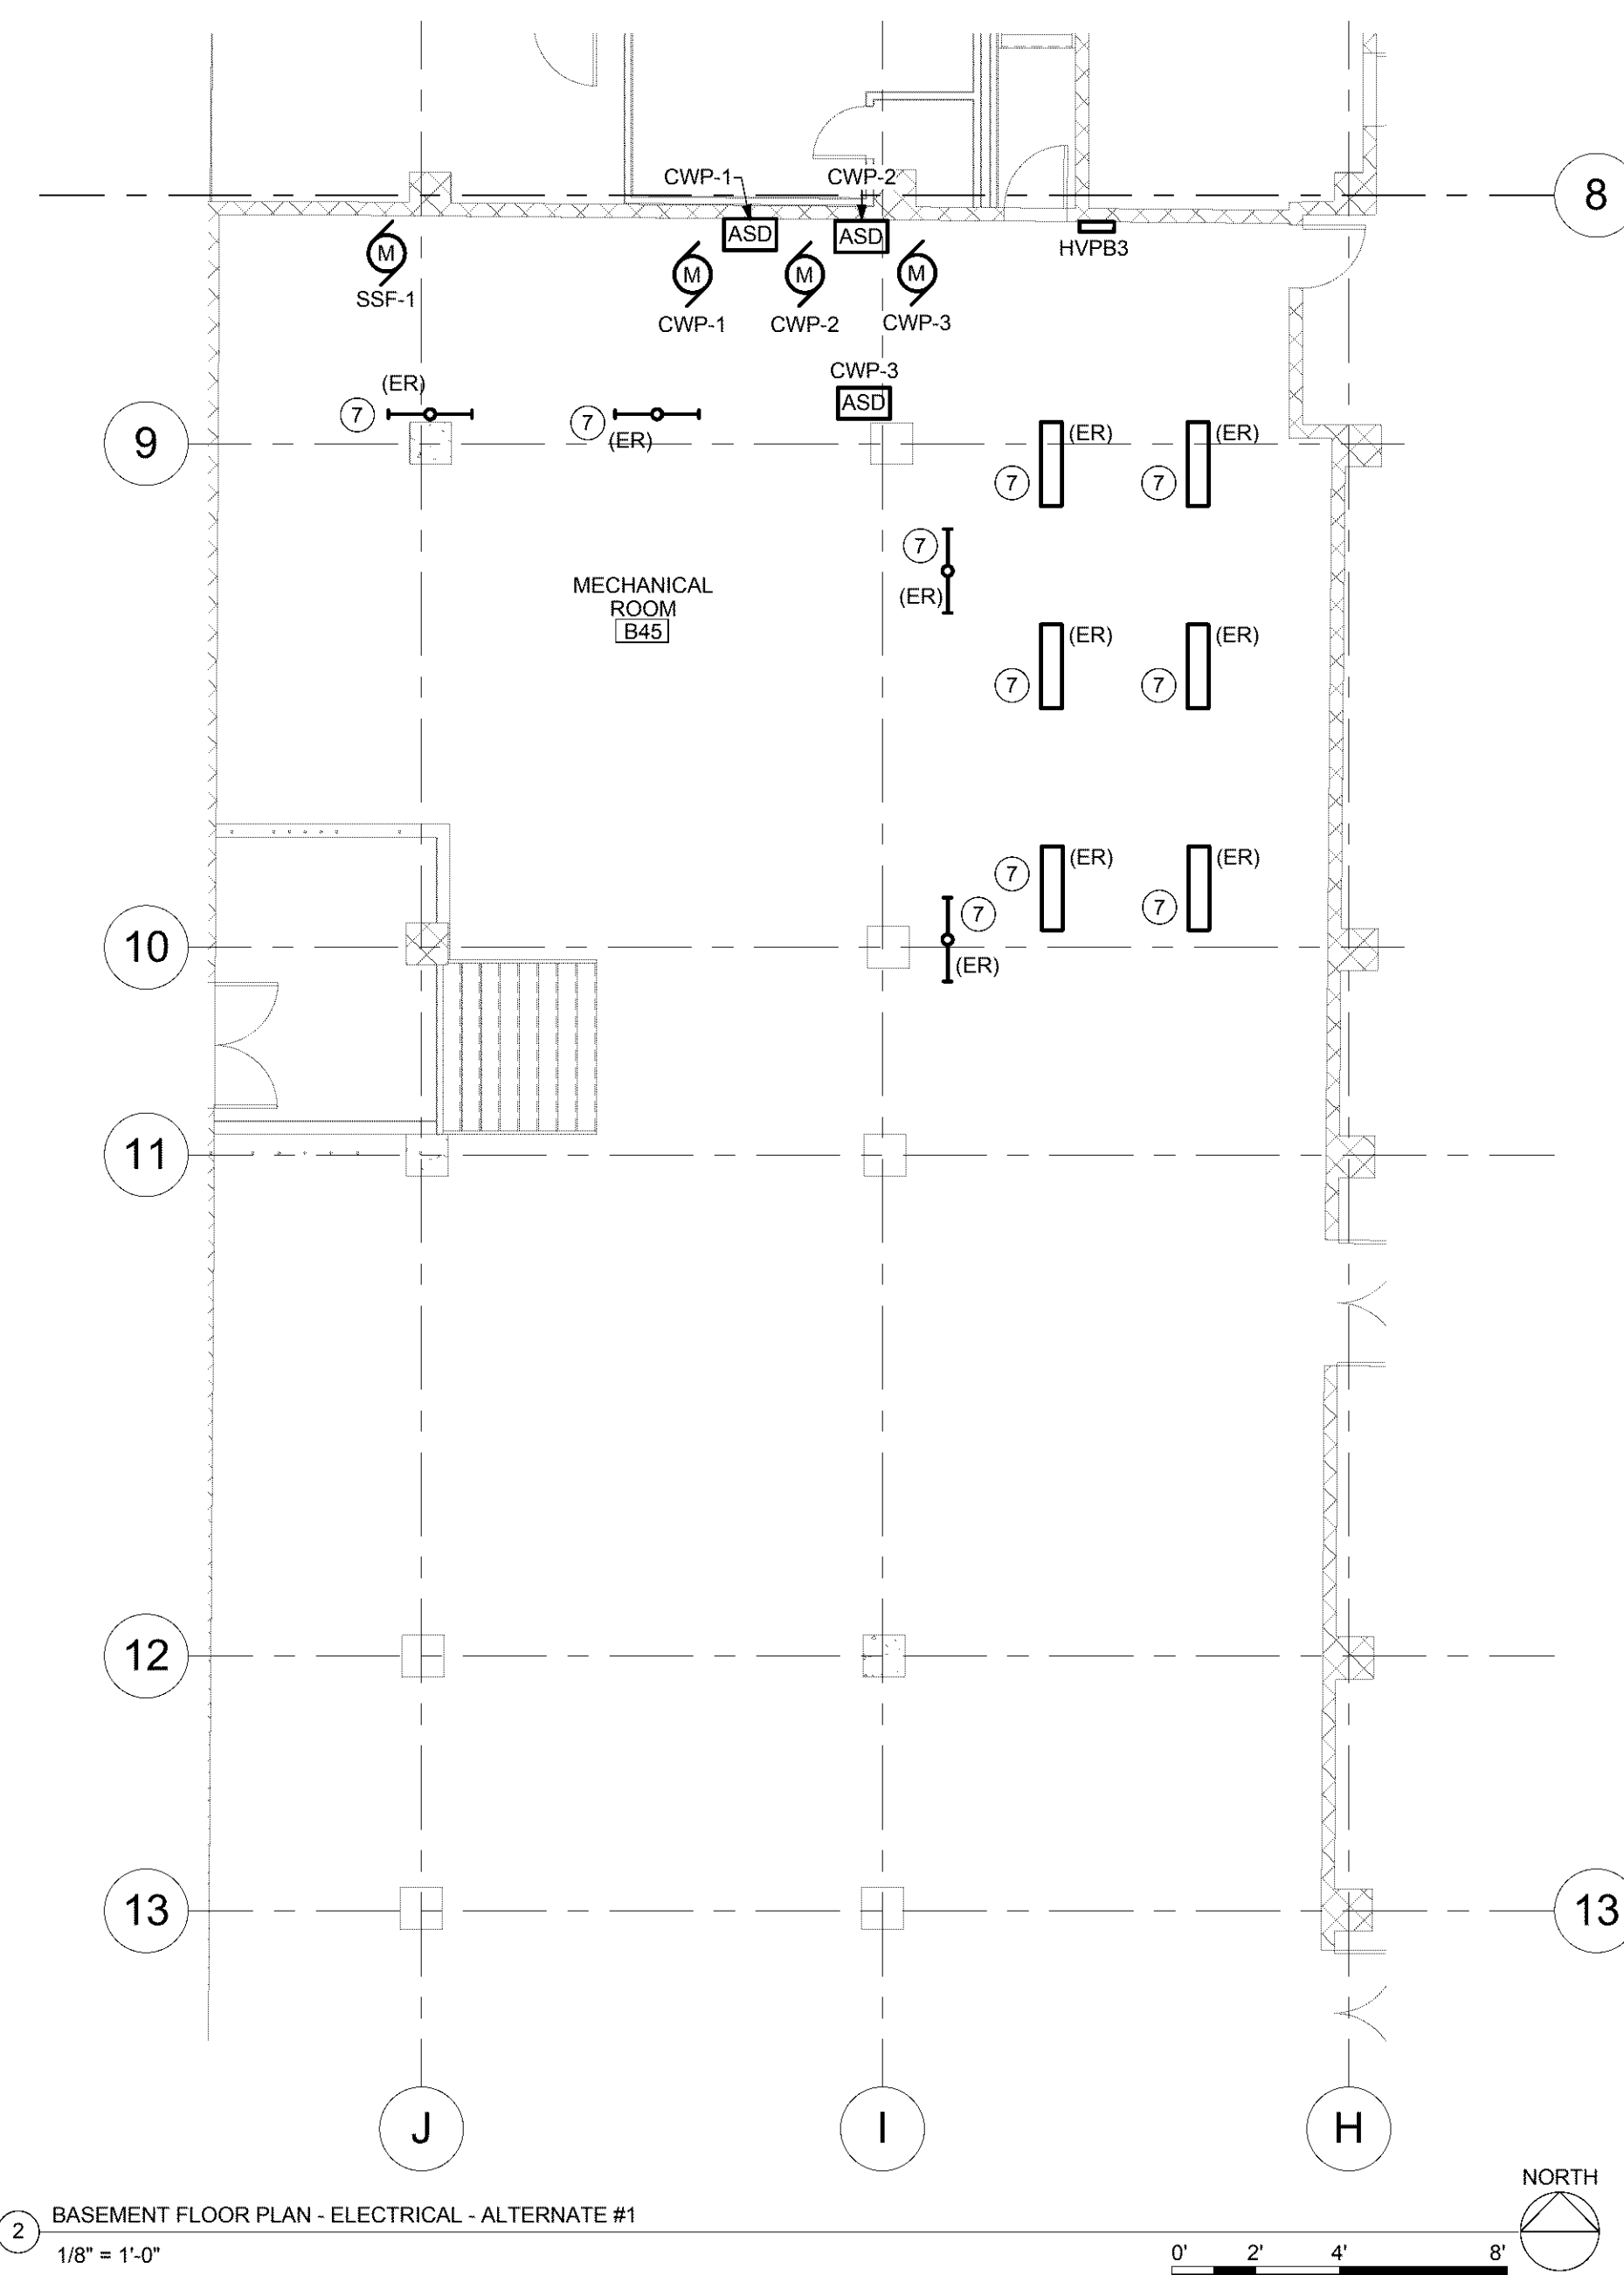 CWP-1
CWP-2
8
ASD
ASD
HVPB3
M
M
M
M
SSF-1
CWP-1
CWP-2
CWP-3
CWP-3
ASD
(ER)
7
7
(ER)
9
(ER)
(ER)
7
7
7
(ER)
MECHANICAL
ROOM
B45
(ER)
(ER)
7
7
(ER)
(ER)
7
7
7
(ER)
10
11
12
13
13
J
I
H
NORTH
2
BASEMENT FLOOR PLAN - ELECTRICAL - ALTERNATE #1
1/8" = 1'-0"
0'
2'
4'
8'